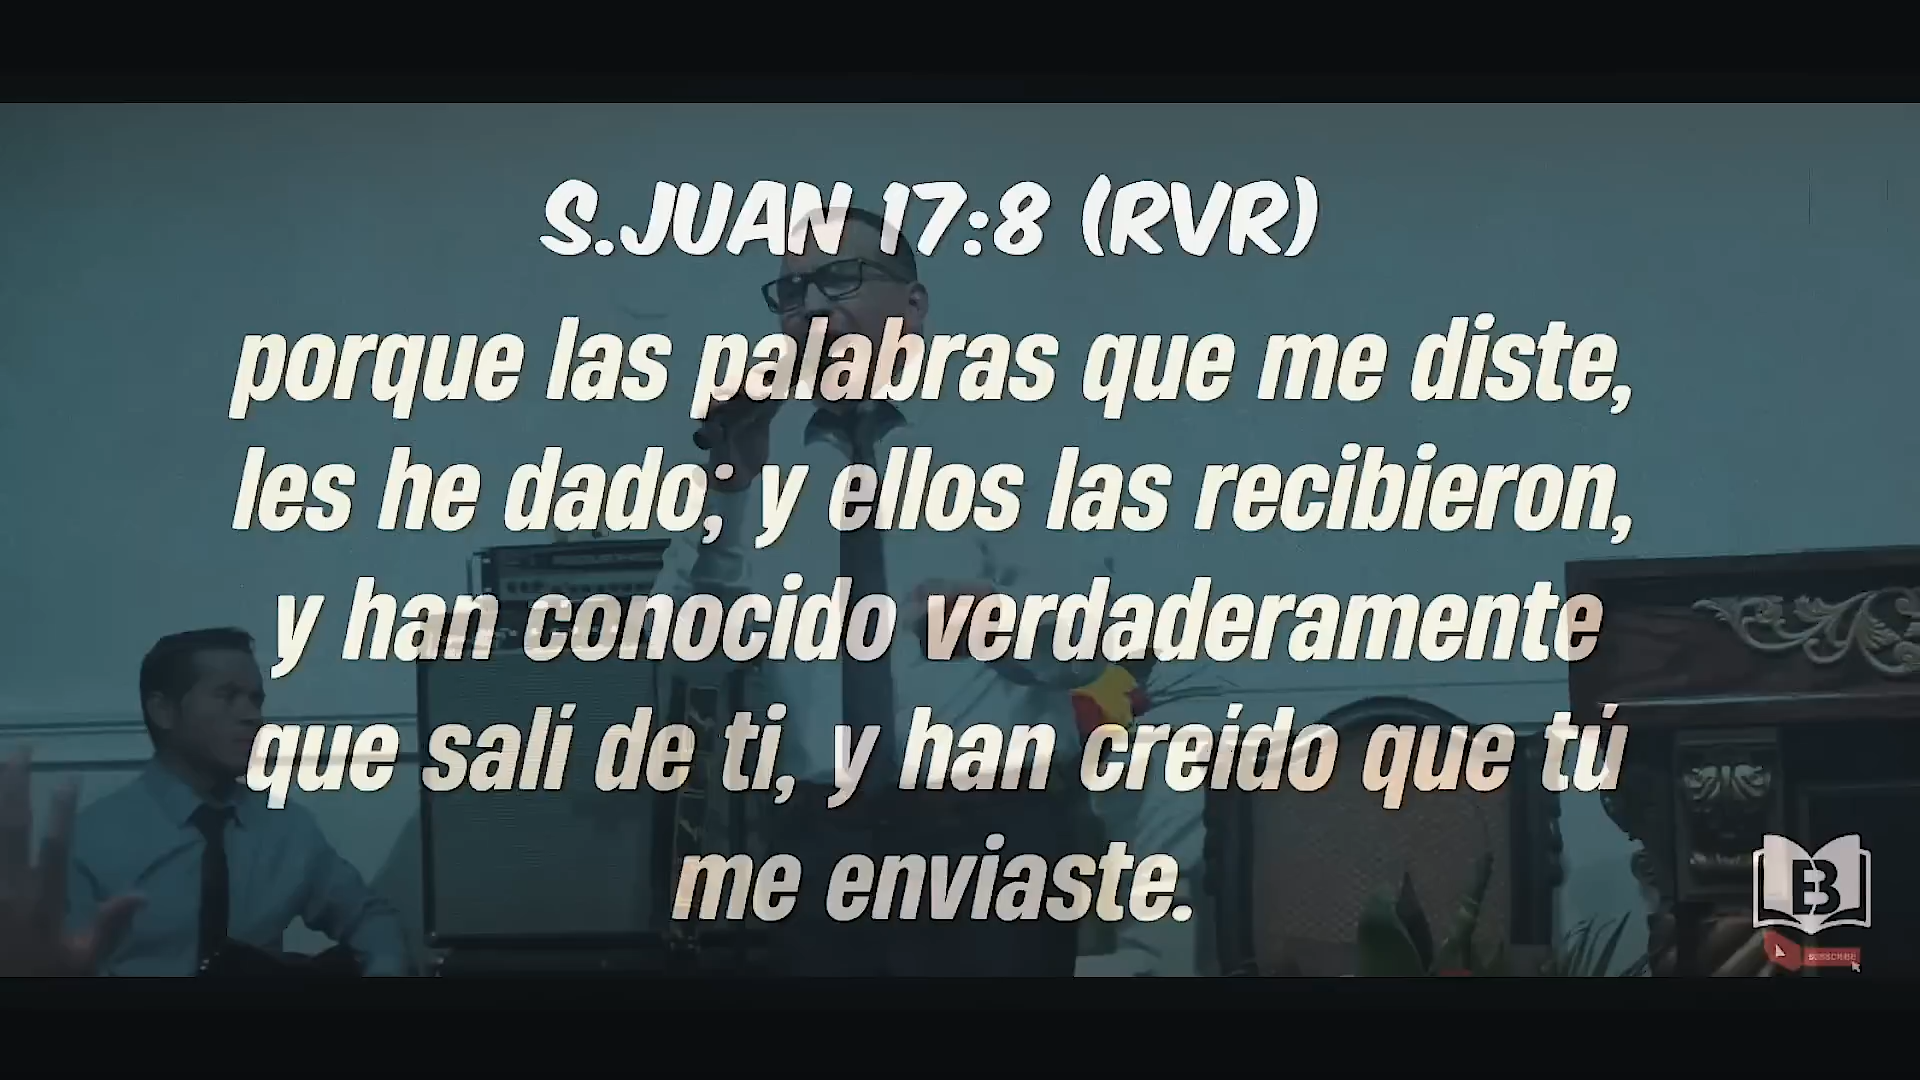 S.JUAN 17:8 (RVR)
porque las palabras que me diste,
les he dado; y ellos las recibieron,
y han conocido verdaderamente
que salí de ti, y han creído que tú
me enviaste.
B
SUBSCRIBE